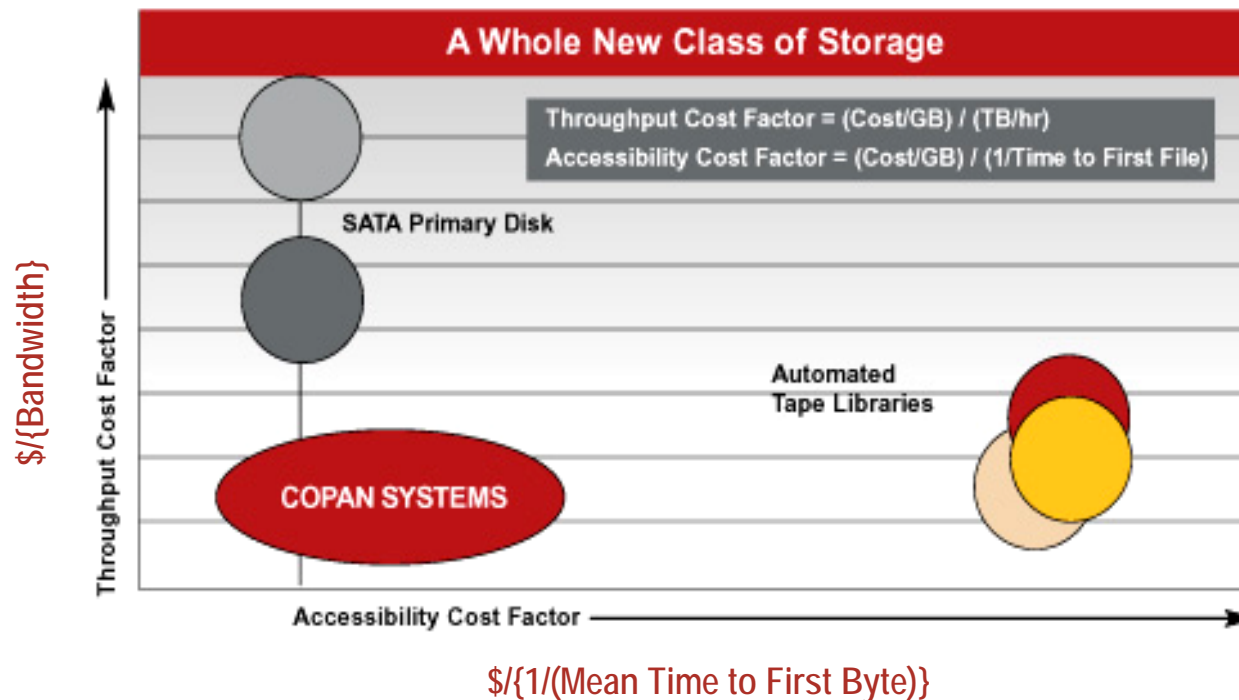 A Whole New Class of Storage
Throughput Cost Factor = (Cost/GB) / (TB/hr)
Accessibility Cost Factor = (Cost/GB) / (1/Time to First File)
SATA Primary Disk
$/{Bandwidth}
Throughput Cost Factor
Automated
Tape Libraries
COPAN SYSTEMS
Accessibility Cost Factor
$/{1/(Mean Time to First Byte)}